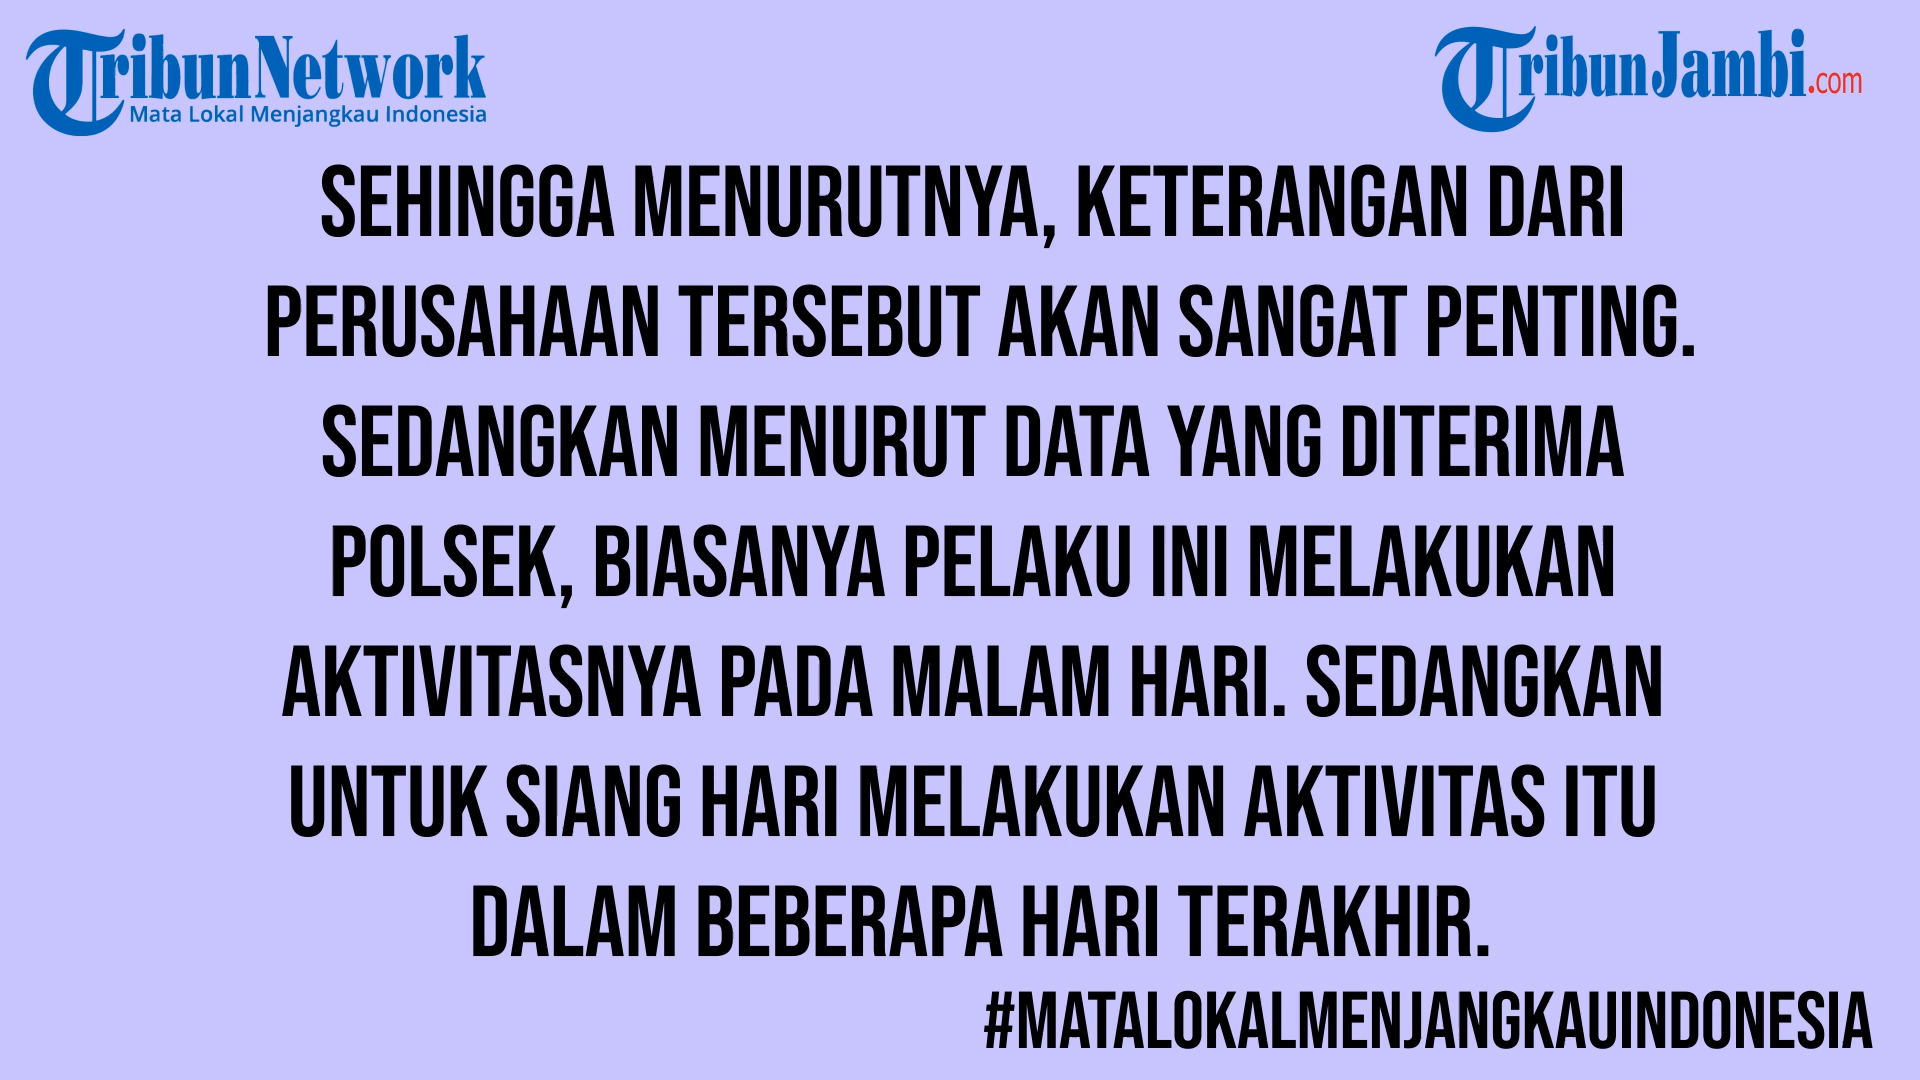 TribunNetwork
Mata Lokal Menjangkau Indonesia
TribunJambi.com
SEHINGGA MENURUTNYA, KETERANGAN DARI
PERUSAHAAN TERSEBUT AKAN SANGAT PENTING.
SEDANGKAN MENURUT DATA YANG DITERIMA
POLSEK, BIASANYA PELAKU INI MELAKUKAN
AKTIVITASNYA PADA MALAM HARI. SEDANGKAN
UNTUK SIANG HARI MELAKUKAN AKTIVITAS ITU
DALAM BEBERAPA HARI TERAKHIR.
#MATALOKALMENJANGKAUINDONESIA